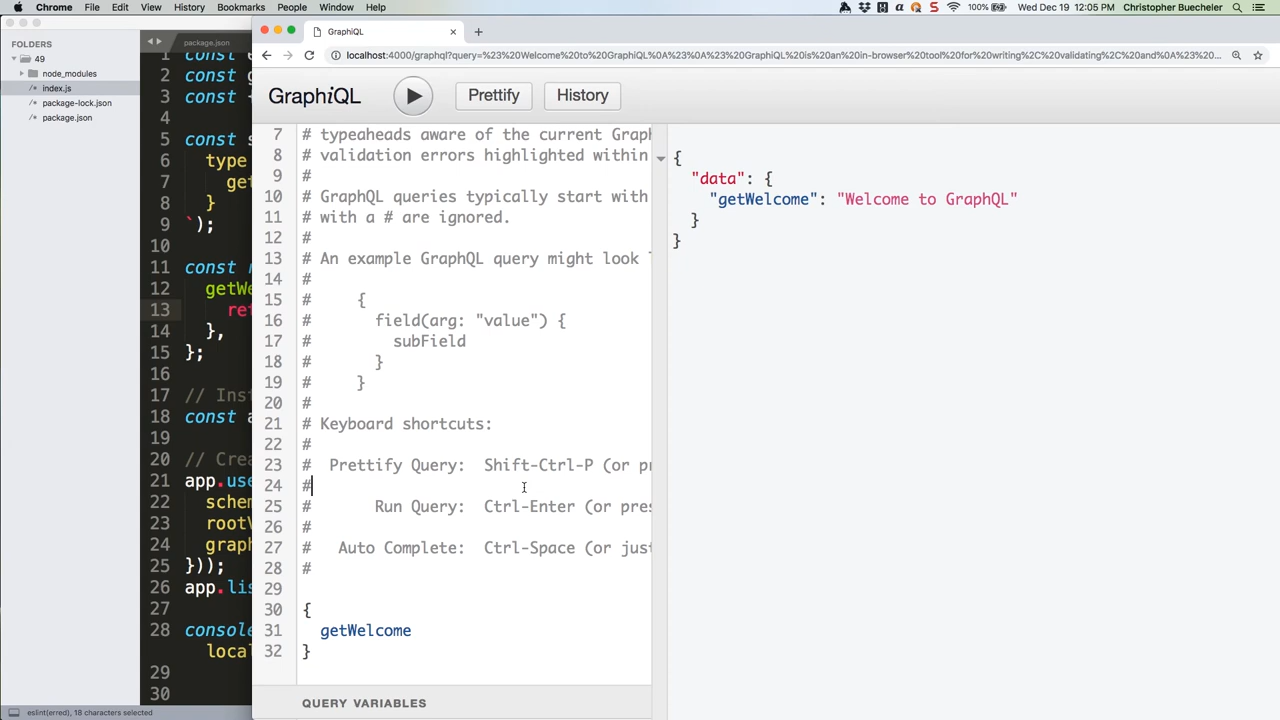 Chrome File Edit View History Bookmarks People Window Help 100% Wed Dec 19 12:05 PM Christopher Buecheler
GraphiQL
localhost:4000/graphql?query=%23%20Welcome%20to%20GraphiQL%0A%23%0A%23%20GraphiQL%20is%20an%20in-browser%20tool%20for%20writing%2C%20validating%2C%20and%0A%23%20...
GraphiQL Prettify History
FOLDERS
49
node_modules
index.js
package-lock.json
package.json
package.json
1 const
2 const g
3 const {
4
5 const s
6 type
7 get
8 }
9 `);
10
11 const r
12 getWe
13 ret
14 },
15 };
16
17 // Inst
18 const a
19
20 // Crea
21 app.use
22 schem
23 rootV
24 graph
25 }));
26 app.lis
27
28 console
loca
29
30
7 # typeaheads aware of the current Graph
8 # validation errors highlighted within
9 #
10 # GraphQL queries typically start with
11 # with a # are ignored.
12 #
13 # An example GraphQL query might look l
14 #
15 # {
16 # field(arg: "value") {
17 # subField
18 # }
19 # }
20 #
21 # Keyboard shortcuts:
22 #
23 # Prettify Query: Shift-Ctrl-P (or pr
24 #
25 # Run Query: Ctrl-Enter (or pres
26 #
27 # Auto Complete: Ctrl-Space (or just
28 #
29
30 {
31 getWelcome
32 }
QUERY VARIABLES
{
"data": {
"getWelcome": "Welcome to GraphQL"
}
}
eslint(erred), 18 characters selected